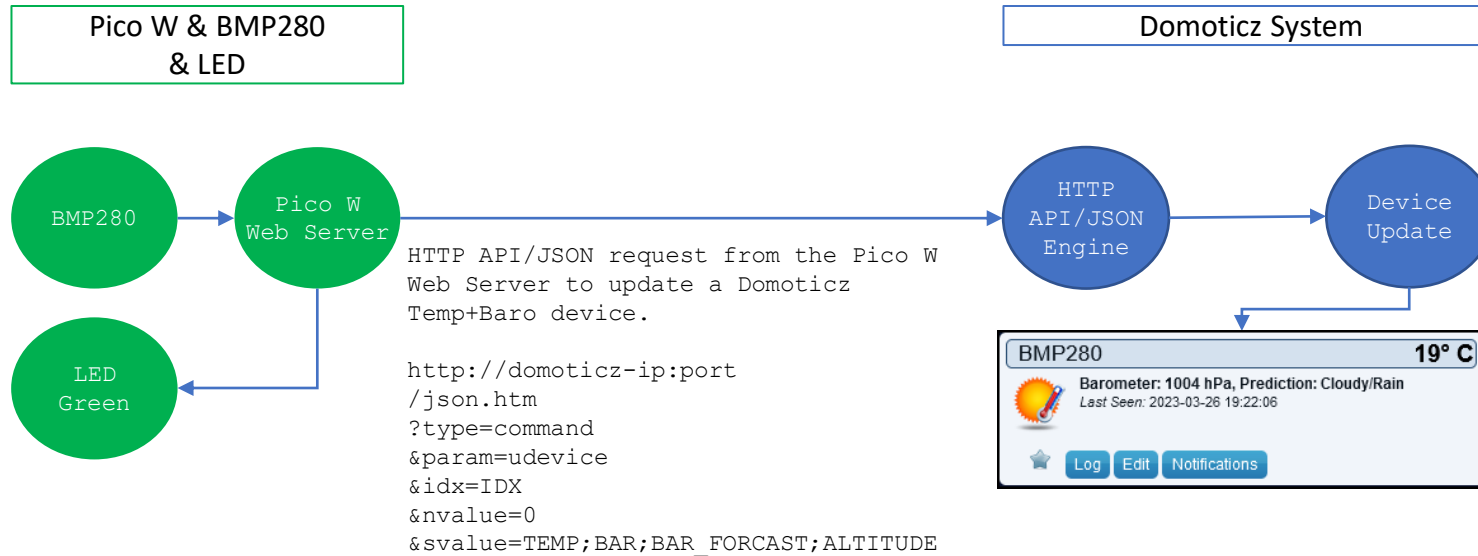 Pico W & BMP280
& LED
Domoticz System
BMP280
Pico W
Web Server
LED
Green
HTTP API/JSON request from the Pico W
Web Server to update a Domoticz
Temp+Baro device.
http://domoticz-ip:port
/json.htm
?type=command
&param=udevice
&idx=IDX
&nvalue=0
&svalue=TEMP;BAR;BAR_FORCAST;ALTITUDE
HTTP
API/JSON
Engine
Device
Update
BMP280 19° C
Barometer: 1004 hPa, Prediction: Cloudy/Rain
Last Seen: 2023-03-26 19:22:06
Log Edit Notifications